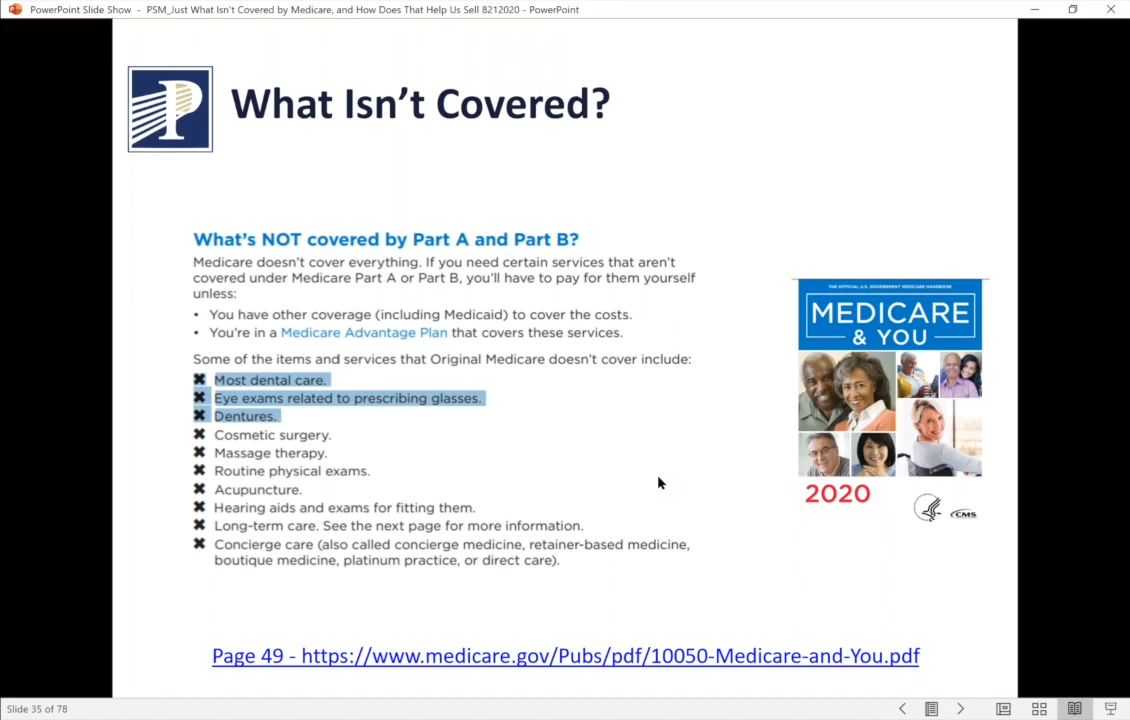 PowerPoint Slide Show - PSM_Just What Isn't Covered by Medicare, and How Does That Help Us Sell 8212020 - PowerPoint
P
What Isn't Covered?
What's NOT covered by Part A and Part B?
Medicare doesn't cover everything. If you need certain services that aren't
covered under Medicare Part A or Part B, you'll have to pay for them yourself
unless:
• You have other coverage (including Medicaid) to cover the costs.
• You're in a Medicare Advantage Plan that covers these services.
Some of the items and services that Original Medicare doesn't cover include:
✖ Most dental care.
✖ Eye exams related to prescribing glasses.
✖ Dentures.
✖ Cosmetic surgery.
✖ Massage therapy.
✖ Routine physical exams.
✖ Acupuncture.
✖ Hearing aids and exams for fitting them.
✖ Long-term care. See the next page for more information.
✖ Concierge care (also called concierge medicine, retainer-based medicine,
boutique medicine, platinum practice, or direct care).
THE OFFICIAL U.S. GOVERNMENT MEDICARE HANDBOOK
MEDICARE
& YOU
2020
CMS
Page 49 - https://www.medicare.gov/Pubs/pdf/10050-Medicare-and-You.pdf
Slide 35 of 78